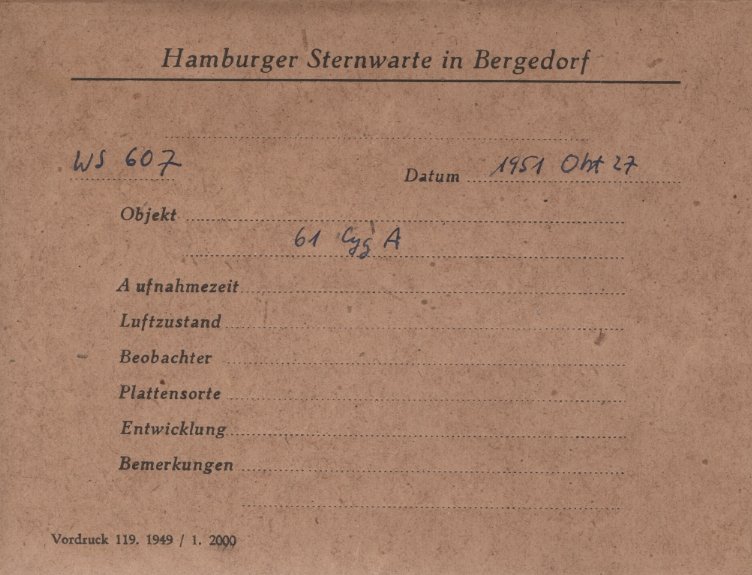 Hamburger Sternwarte in Bergedorf
WS 607
Datum 1951 Okt 27
Objekt
61 Cyg A
Aufnahmezeit
Luftzustand
Beobachter
Plattensorte
Entwicklung
Bemerkungen
Vordruck 119. 1949 / 1. 2000